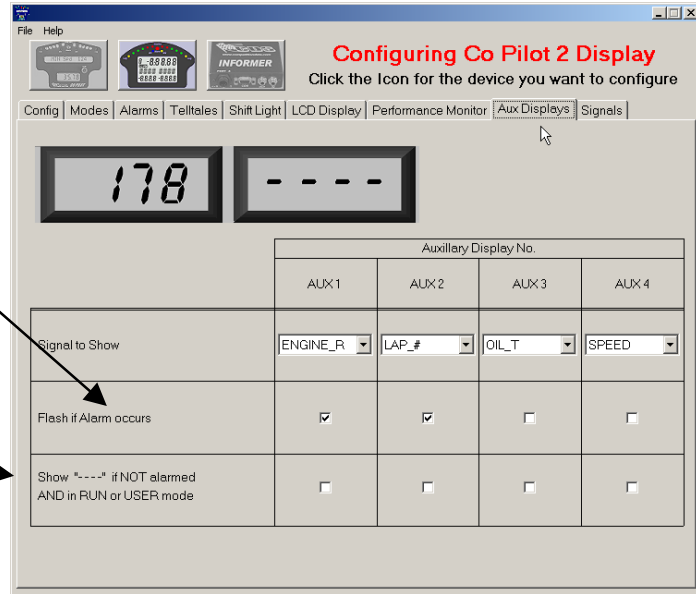 File Help
INFORMER
Configuring Co Pilot 2 Display
Click the Icon for the device you want to configure
Config Modes Alarms Telltales Shift Light LCD Display Performance Monitor Aux Displays Signals
178 ----
Auxillary Display No.
AUX 1 AUX 2 AUX 3 AUX 4
Signal to Show ENGINE_R LAP_# OIL_T SPEED
Flash if Alarm occurs
Show "----" if NOT alarmed
AND in RUN or USER mode